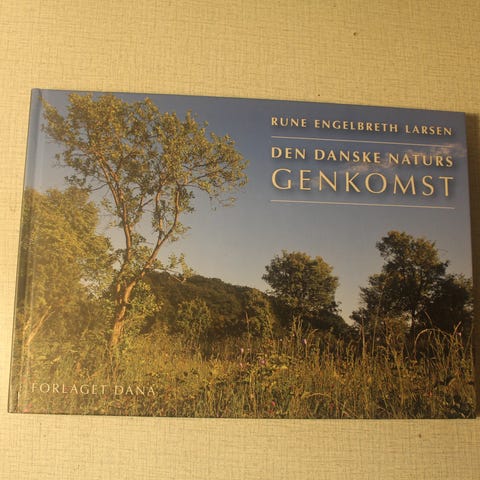 RUNE ENGELBRETH LARSEN
DEN DANSKE NATURS
GENKOMST
FORLAGET DANA